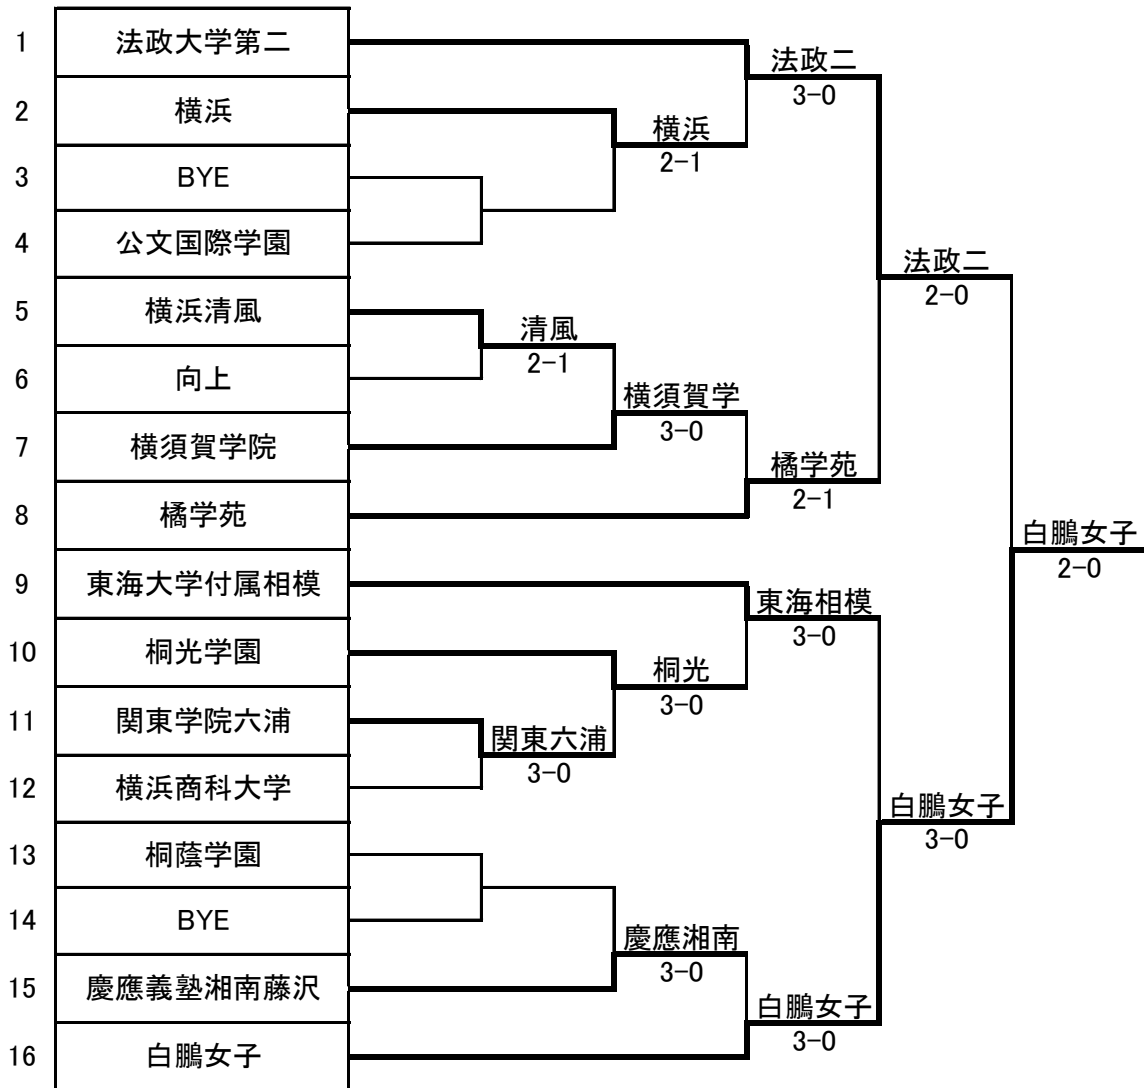 1 法政大学第二
法政二
3-0
2 横浜
横浜
2-1
3 BYE
4 公文国際学園
法政二
2-0
5 横浜清風
清風
2-1
6 向上
横須賀学
3-0
7 横須賀学院
橘学苑
2-1
8 橘学苑
白鵬女子
2-0
9 東海大学付属相模
東海相模
3-0
10 桐光学園
桐光
3-0
11 関東学院六浦
関東六浦
3-0
12 横浜商科大学
白鵬女子
3-0
13 桐蔭学園
14 BYE
慶應湘南
3-0
15 慶應義塾湘南藤沢
白鵬女子
3-0
16 白鵬女子